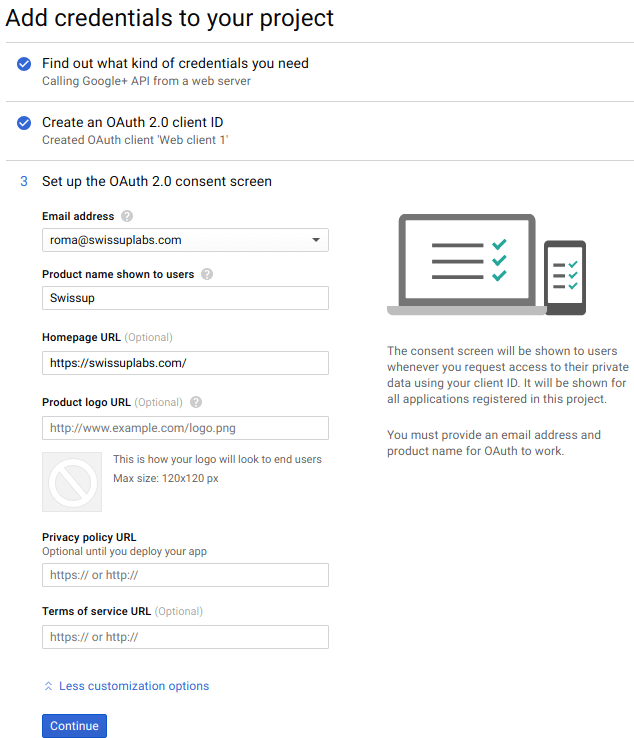 Add credentials to your project
Find out what kind of credentials you need
Calling Google+ API from a web server
Create an OAuth 2.0 client ID
Created OAuth client 'Web client 1'
3 Set up the OAuth 2.0 consent screen
Email address ?
roma@swissuplabs.com
Product name shown to users ?
Swissup
Homepage URL (Optional)
https://swissuplabs.com/
Product logo URL (Optional) ?
http://www.example.com/logo.png
This is how your logo will look to end users
Max size: 120x120 px
Privacy policy URL
Optional until you deploy your app
https:// or http://
Terms of service URL (Optional)
https:// or http://
Less customization options
Continue
The consent screen will be shown to users
whenever you request access to their private
data using your client ID. It will be shown for
all applications registered in this project.
You must provide an email address and
product name for OAuth to work.